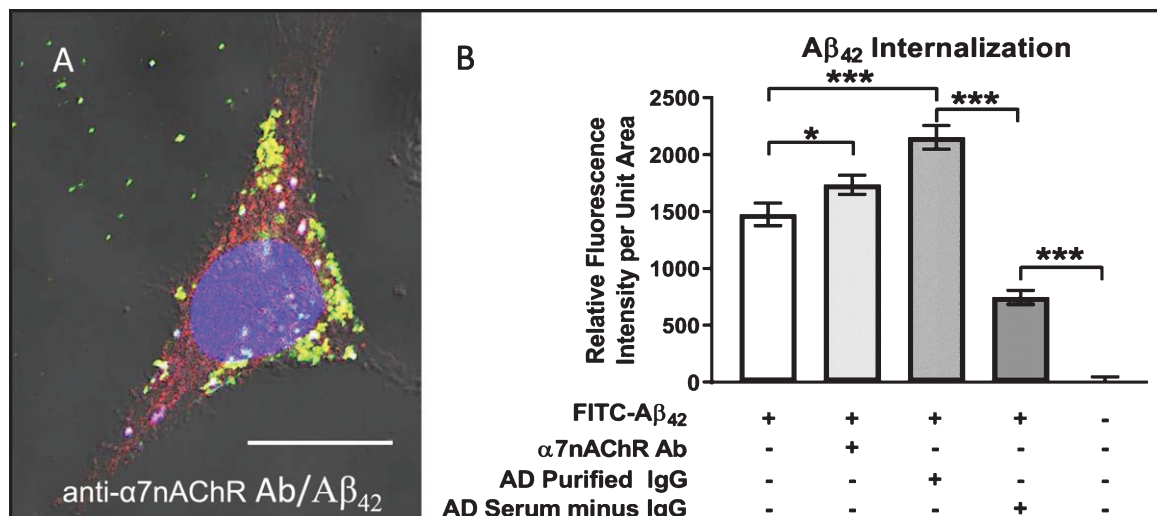 A
anti-α7nAChR Ab/Aβ42
B
Aβ42 Internalization
Relative Fluorescence
Intensity per Unit Area
2500
2000
1500
1000
500
0
***
***
*
***
FITC-Aβ42 + + + + -
α7nAChR Ab - + - - -
AD Purified IgG - - + - -
AD Serum minus IgG - - - + -